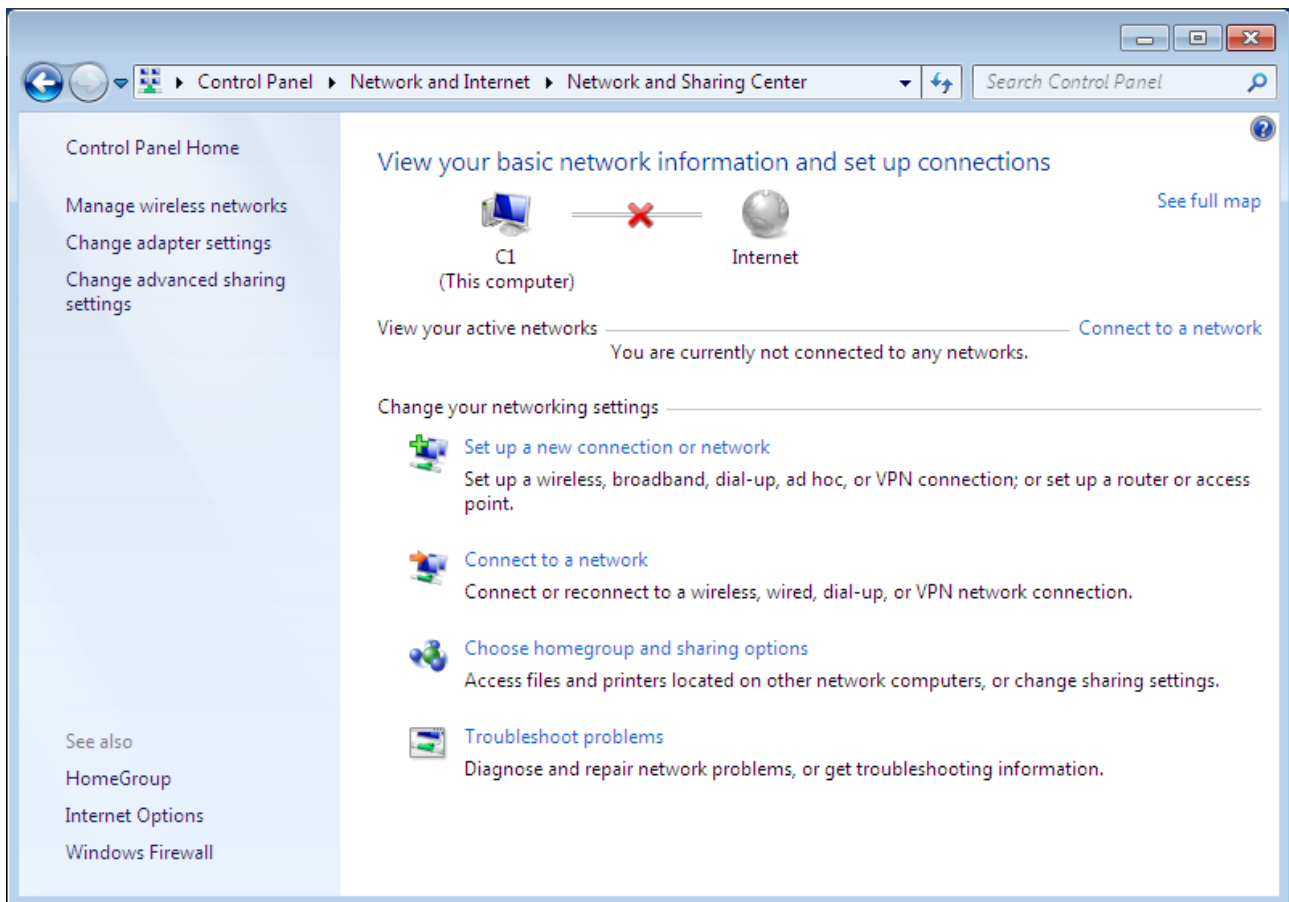 Control Panel
Network and Internet
Network and Sharing Center
Search Control Panel
Control Panel Home
Manage wireless networks
Change adapter settings
Change advanced sharing
settings
See also
HomeGroup
Internet Options
Windows Firewall
View your basic network information and set up connections
See full map
C1
(This computer)
Internet
View your active networks
Connect to a network
You are currently not connected to any networks.
Change your networking settings
Set up a new connection or network
Set up a wireless, broadband, dial-up, ad hoc, or VPN connection; or set up a router or access
point.
Connect to a network
Connect or reconnect to a wireless, wired, dial-up, or VPN network connection.
Choose homegroup and sharing options
Access files and printers located on other network computers, or change sharing settings.
Troubleshoot problems
Diagnose and repair network problems, or get troubleshooting information.